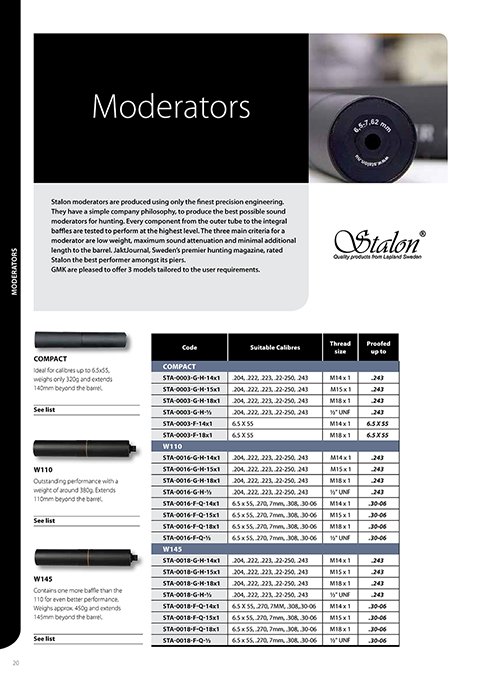 Moderators
6,5-7,62 mm
Stalon moderators are produced using only the finest precision engineering.
They have a simple company philosophy, to produce the best possible sound
moderators for hunting. Every component from the outer tube to the integral
baffles are tested to perform at the highest level. The three main criteria for a
moderator are low weight, maximum sound attenuation and minimal additional
length to the barrel. JaktJournal, Sweden's premier hunting magazine, rated
Stalon the best performer amongst its piers.
GMK are pleased to offer 3 models tailored to the user requirements.
Stalon®
Quality products from Lapland Sweden
MODERATORS
COMPACT
Ideal for calibres up to 6.5x55,
weighs only 320g and extends
140mm beyond the barrel.
See list
W110
Outstanding performance with a
weight of around 380g. Extends
110mm beyond the barrel.
See list
W145
Contains one more baffle than the
110 for even better performance.
Weighs approx. 450g and extends
145mm beyond the barrel.
See list
Code Suitable Calibres Thread size Proofed up to
COMPACT
STA-0003-G-H-14x1 .204, .222, .223, .22-250, .243 M14 x 1 .243
STA-0003-G-H-15x1 .204, .222, .223, .22-250, .243 M15 x 1 .243
STA-0003-G-H-18x1 .204, .222, .223, .22-250, .243 M18 x 1 .243
STA-0003-G-H-½ .204, .222, .223, .22-250, .243 ½" UNF .243
STA-0003-F-14x1 6.5 X 55 M14 x 1 6.5 X 55
STA-0003-F-18x1 6.5 X 55 M18 x 1 6.5 X 55
W110
STA-0016-G-H-14x1 .204, .222, .223, .22-250, .243 M14 x 1 .243
STA-0016-G-H-15x1 .204, .222, .223, .22-250, .243 M15 x 1 .243
STA-0016-G-H-18x1 .204, .222, .223, .22-250, .243 M18 x 1 .243
STA-0016-G-H-½ .204, .222, .223, .22-250, .243 ½" UNF .243
STA-0016-F-Q-14x1 6.5 x 55, .270, 7mm, .308, .30-06 M14 x 1 .30-06
STA-0016-F-Q-15x1 6.5 x 55, .270, 7mm, .308, .30-06 M15 x 1 .30-06
STA-0016-F-Q-18x1 6.5 x 55, .270, 7mm, .308, .30-06 M18 x 1 .30-06
STA-0016-F-Q-½ 6.5 x 55, .270, 7mm, .308, .30-06 ½" UNF .30-06
W145
STA-0018-G-H-14x1 .204, .222, .223, .22-250, .243 M14 x 1 .243
STA-0018-G-H-15x1 .204, .222, .223, .22-250, .243 M15 x 1 .243
STA-0018-G-H-18x1 .204, .222, .223, .22-250, .243 M18 x 1 .243
STA-0018-G-H-½ .204, .222, .223, .22-250, .243 ½" UNF .243
STA-0018-F-Q-14x1 6.5 X 55, .270, 7MM, .308,.30-06 M14 x 1 .30-06
STA-0018-F-Q-15x1 6.5 x 55, .270, 7mm, .308, .30-06 M15 x 1 .30-06
STA-0018-F-Q-18x1 6.5 x 55, .270, 7mm, .308, .30-06 M18 x 1 .30-06
STA-0018-F-Q-½ 6.5 x 55, .270, 7mm, .308, .30-06 ½" UNF .30-06
20